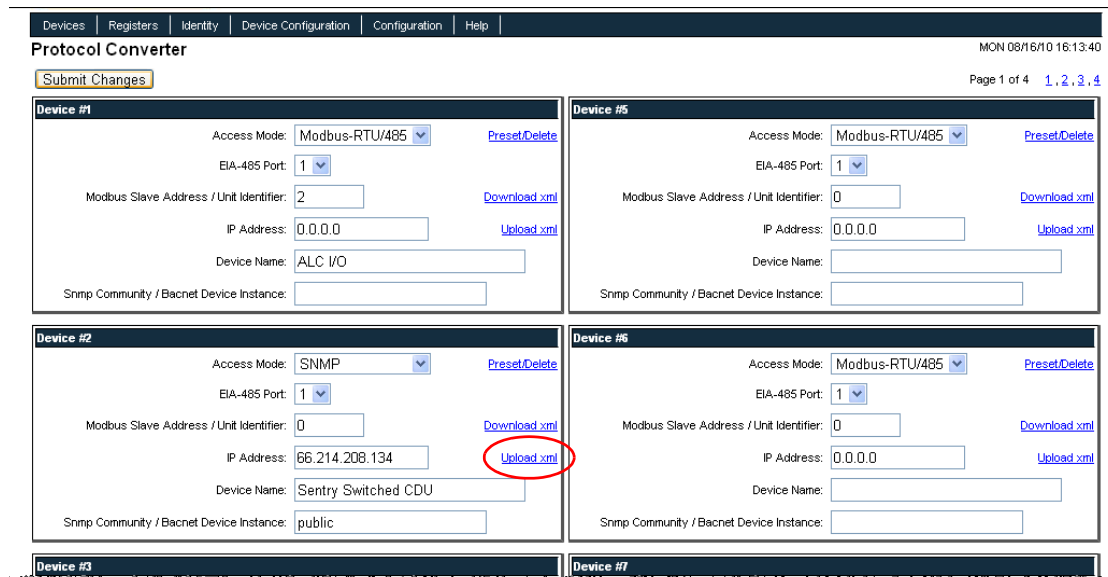 Devices Registers Identity Device Configuration Configuration Help
Protocol Converter MON 08/16/10 16:13:40
Submit Changes Page 1 of 4 1,2,3,4
Device #1
Access Mode: Modbus-RTU/485 Preset/Delete
EIA-485 Port: 1
Modbus Slave Address / Unit Identifier: 2 Download xml
IP Address: 0.0.0.0 Upload xml
Device Name: ALC I/O
Snmp Community / Bacnet Device Instance:
Device #5
Access Mode: Modbus-RTU/485 Preset/Delete
EIA-485 Port: 1
Modbus Slave Address / Unit Identifier: 0 Download xml
IP Address: 0.0.0.0 Upload xml
Device Name:
Snmp Community / Bacnet Device Instance:
Device #2
Access Mode: SNMP Preset/Delete
EIA-485 Port: 1
Modbus Slave Address / Unit Identifier: 0 Download xml
IP Address: 66.214.208.134 Upload xml
Device Name: Sentry Switched CDU
Snmp Community / Bacnet Device Instance: public
Device #6
Access Mode: Modbus-RTU/485 Preset/Delete
EIA-485 Port: 1
Modbus Slave Address / Unit Identifier: 0 Download xml
IP Address: 0.0.0.0 Upload xml
Device Name:
Snmp Community / Bacnet Device Instance:
Device #3
Device #7